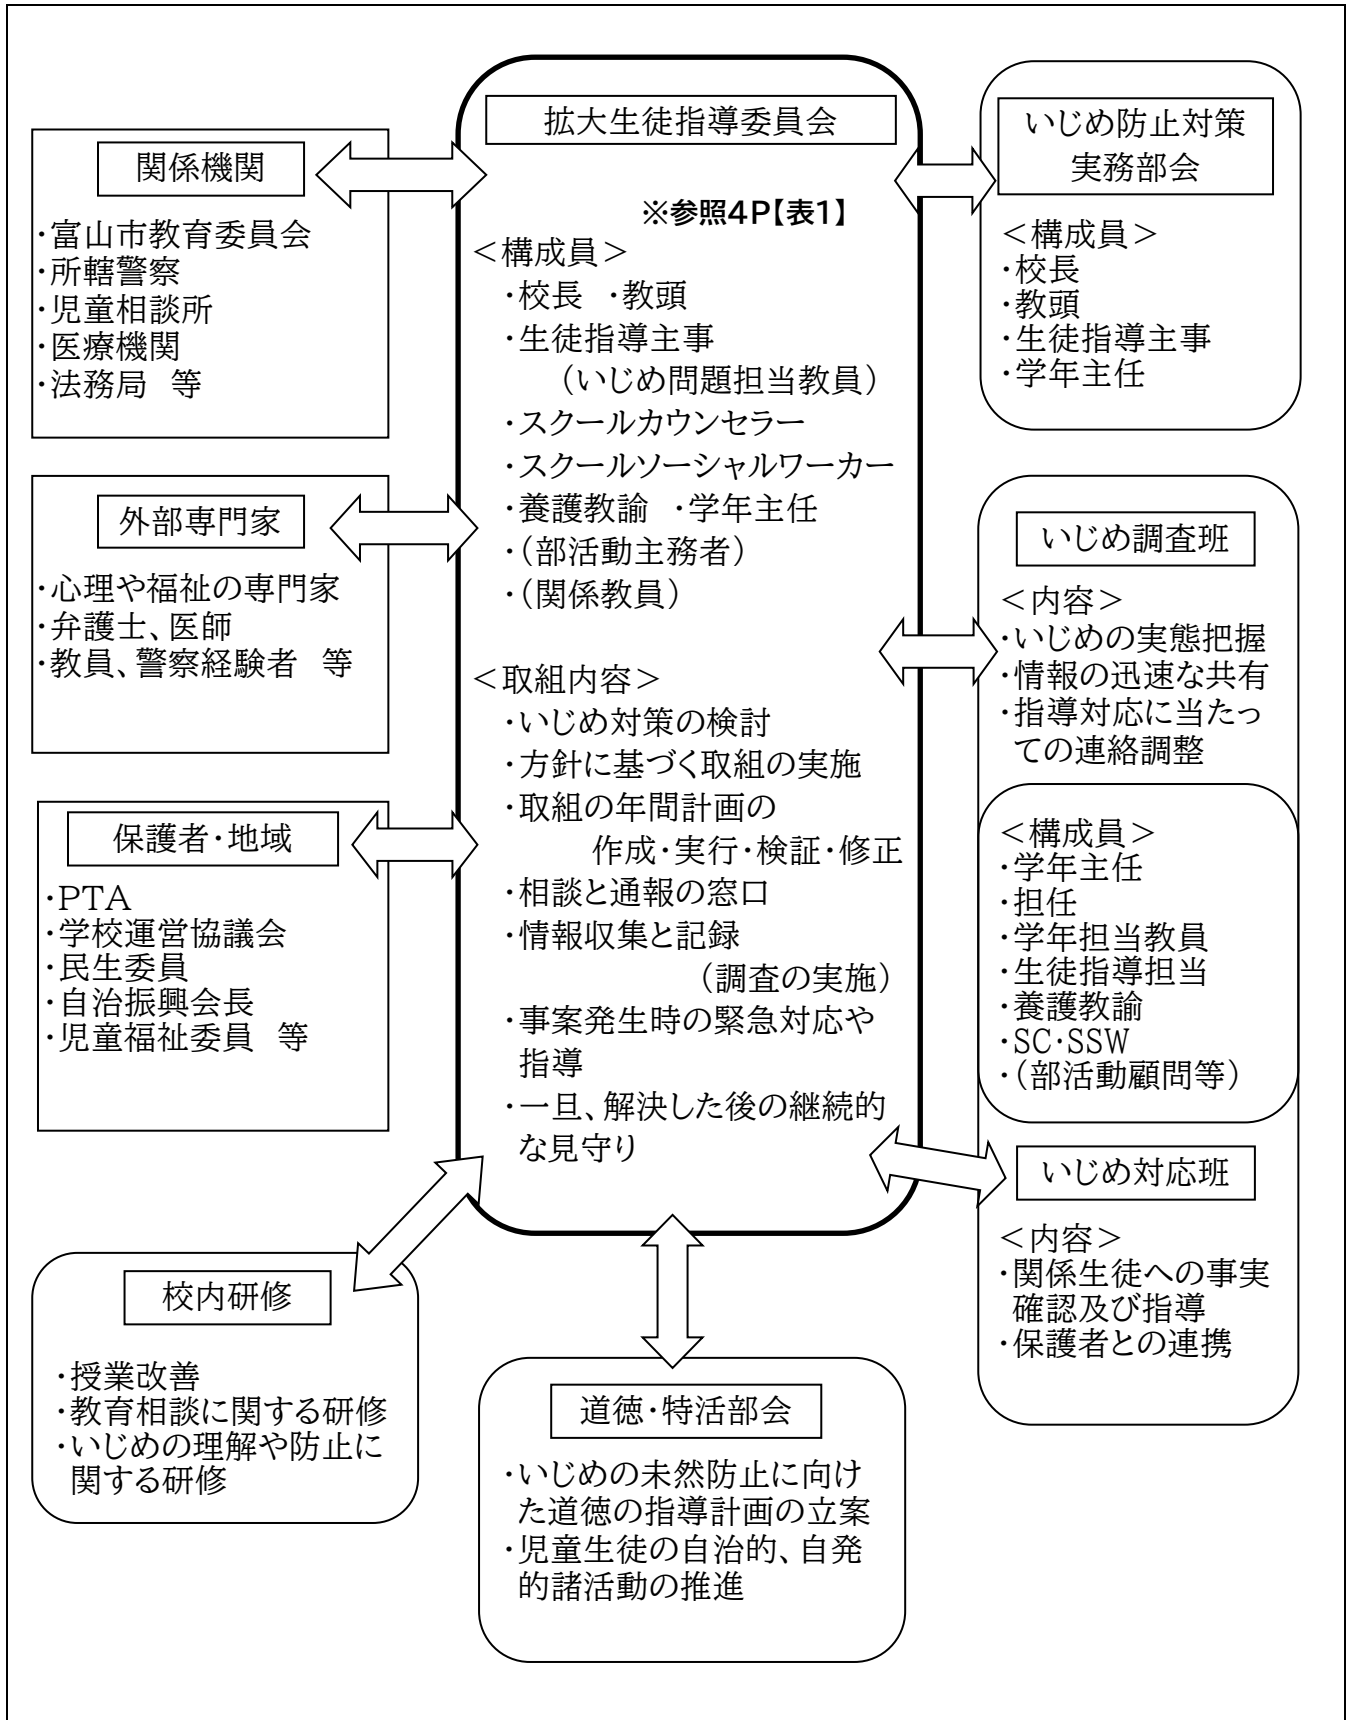 関係機関
・富山市教育委員会
・所轄警察
・児童相談所
・医療機関
・法務局　等
外部専門家
・心理や福祉の専門家
・弁護士、医師
・教員、警察経験者　等
保護者・地域
・PTA
・学校運営協議会
・民生委員
・自治振興会長
・児童福祉委員　等
校内研修
・授業改善
・教育相談に関する研修
・いじめの理解や防止に
関する研修
拡大生徒指導委員会
※参照4P【表1】
＜構成員＞
・校長　・教頭
・生徒指導主事
（いじめ問題担当教員）
・スクールカウンセラー
・スクールソーシャルワーカー
・養護教諭　・学年主任
・（部活動主務者）
・（関係教員）
＜取組内容＞
・いじめ対策の検討
・方針に基づく取組の実施
・取組の年間計画の
作成・実行・検証・修正
・相談と通報の窓口
・情報収集と記録
（調査の実施）
・事案発生時の緊急対応や
指導
・一旦、解決した後の継続的
な見守り
道徳・特活部会
・いじめの未然防止に向け
た道徳の指導計画の立案
・児童生徒の自治的、自発
的諸活動の推進
いじめ防止対策
実務部会
＜構成員＞
・校長
・教頭
・生徒指導主事
・学年主任
いじめ調査班
＜内容＞
・いじめの実態把握
・情報の迅速な共有
・指導対応に当たっ
ての連絡調整
＜構成員＞
・学年主任
・担任
・学年担当教員
・生徒指導担当
・養護教諭
・SC・SSW
・（部活動顧問等）
いじめ対応班
＜内容＞
・関係生徒への事実
確認及び指導
・保護者との連携